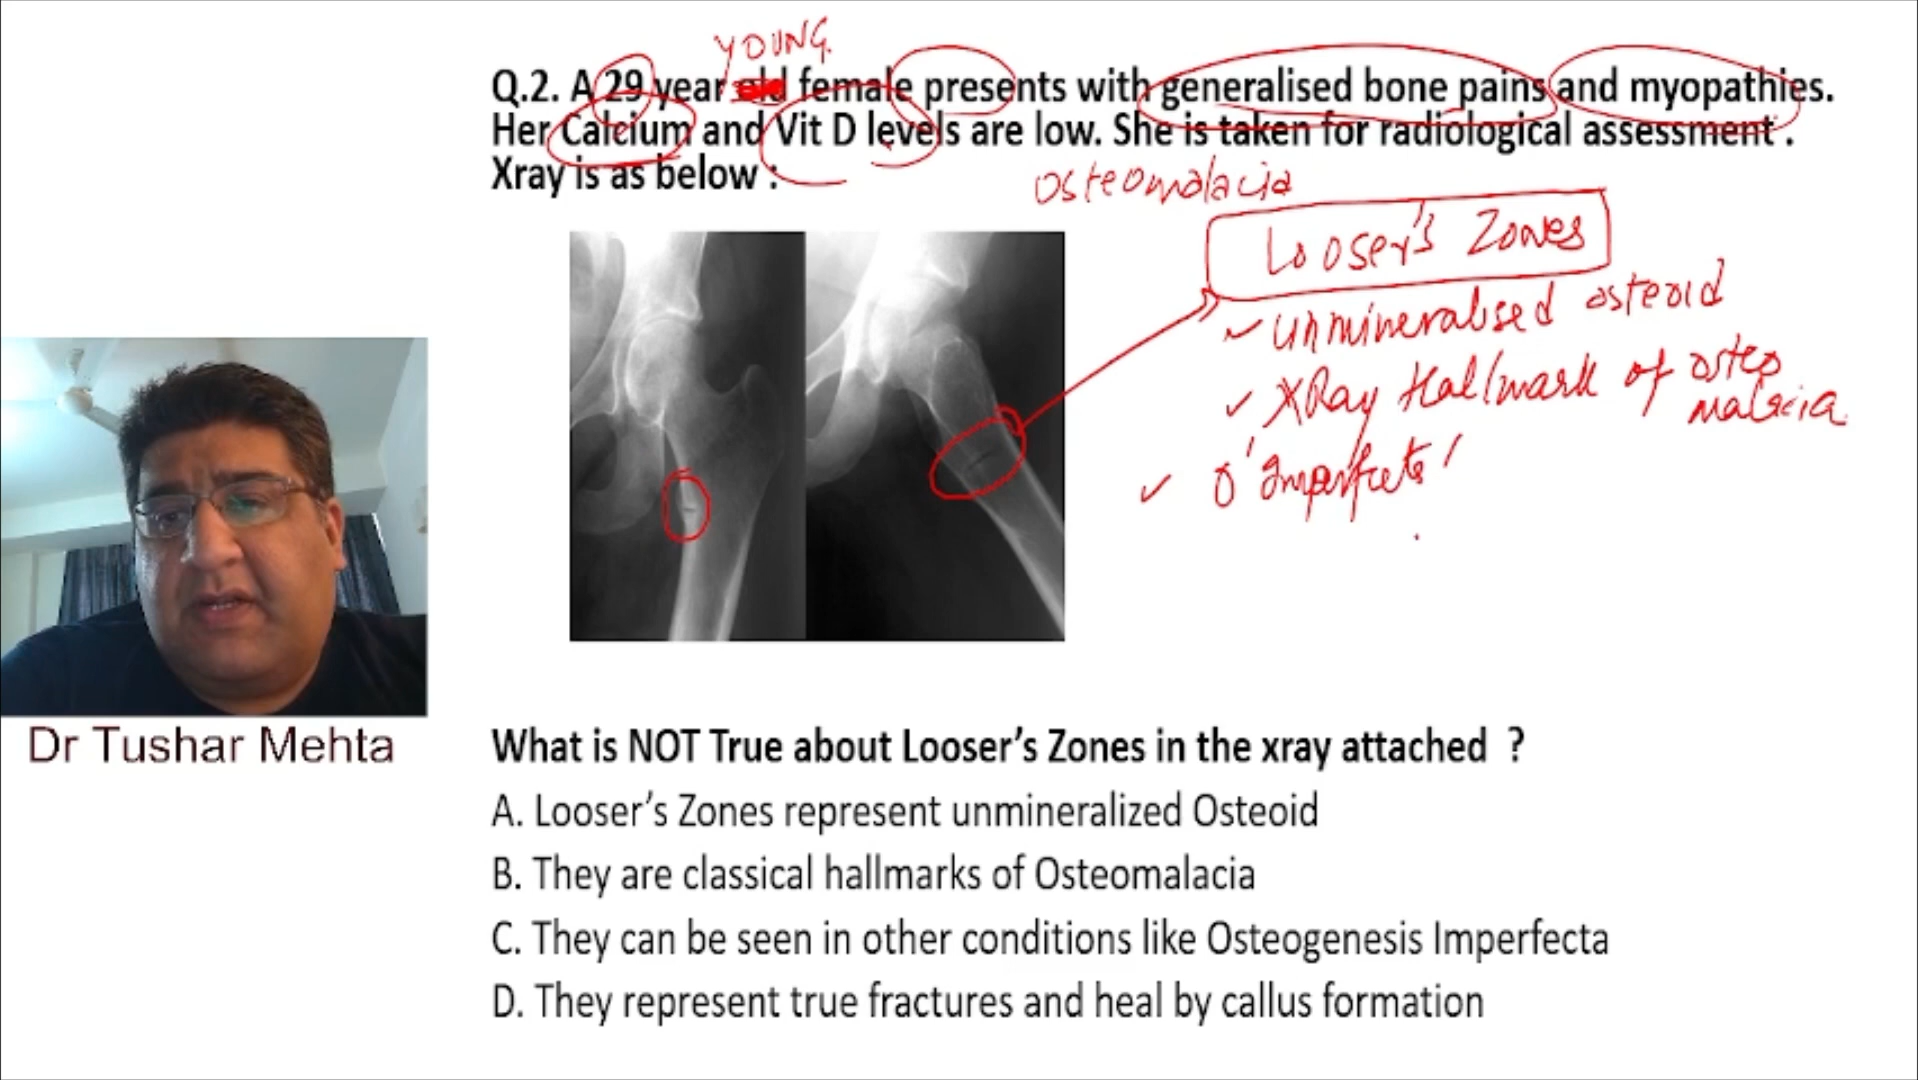 YOUNG
Q.2. A 29 year old female presents with generalised bone pains and myopathies.
Her Calcium and Vit D levels are low. She is taken for radiological assessment .
Xray is as below :
Osteomalacia
Looser's Zones
✓ unmineralised osteoid
✓ XRay Hallmark of osteo
malacia
✓ O' Imperfecta
Dr Tushar Mehta
What is NOT True about Looser's Zones in the xray attached ?
A. Looser's Zones represent unmineralized Osteoid
B. They are classical hallmarks of Osteomalacia
C. They can be seen in other conditions like Osteogenesis Imperfecta
D. They represent true fractures and heal by callus formation